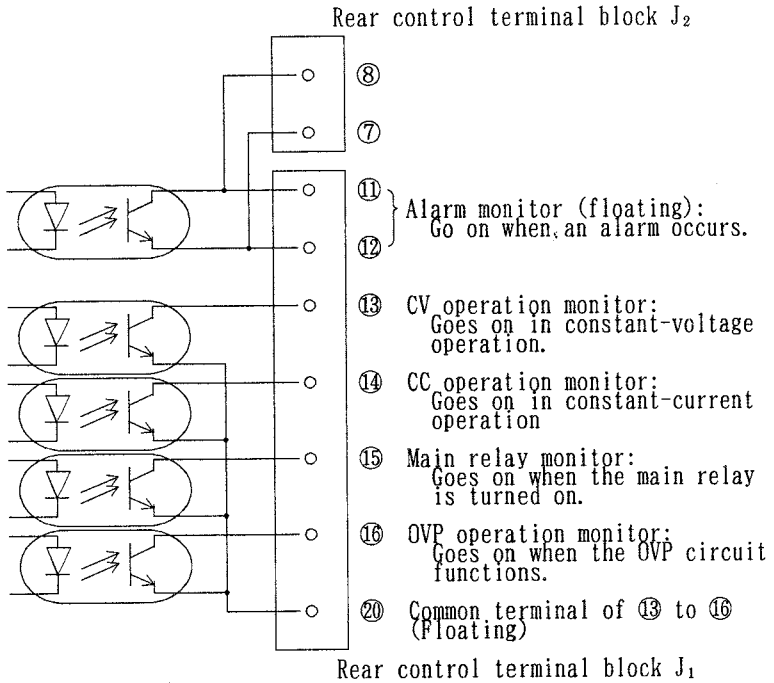 Rear control terminal block J₂
⑧
⑦
⑪
Alarm monitor (floating):
Go on when an alarm occurs.
⑫
⑬ CV operation monitor:
Goes on in constant-voltage
operation.
⑭ CC operation monitor:
Goes on in constant-current
operation
⑮ Main relay monitor:
Goes on when the main relay
is turned on.
⑯ OVP operation monitor:
Goes on when the OVP circuit
functions.
⑳ Common terminal of ⑬ to ⑯
(Floating)
Rear control terminal block J₁